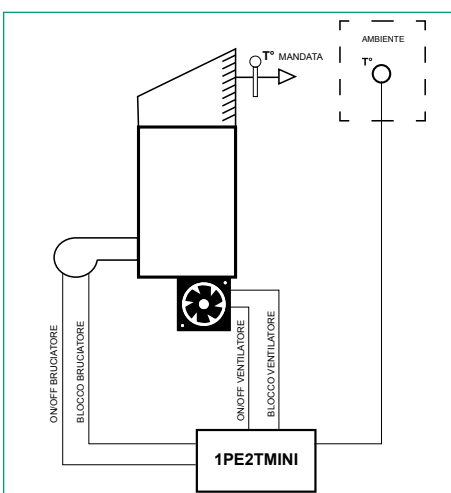 AMBIENTE
T°
T° MANDATA
ON/OFF BRUCIATORE
BLOCCO BRUCIATORE
ON/OFF VENTILATORE
BLOCCO VENTILATORE
1PE2TMINI